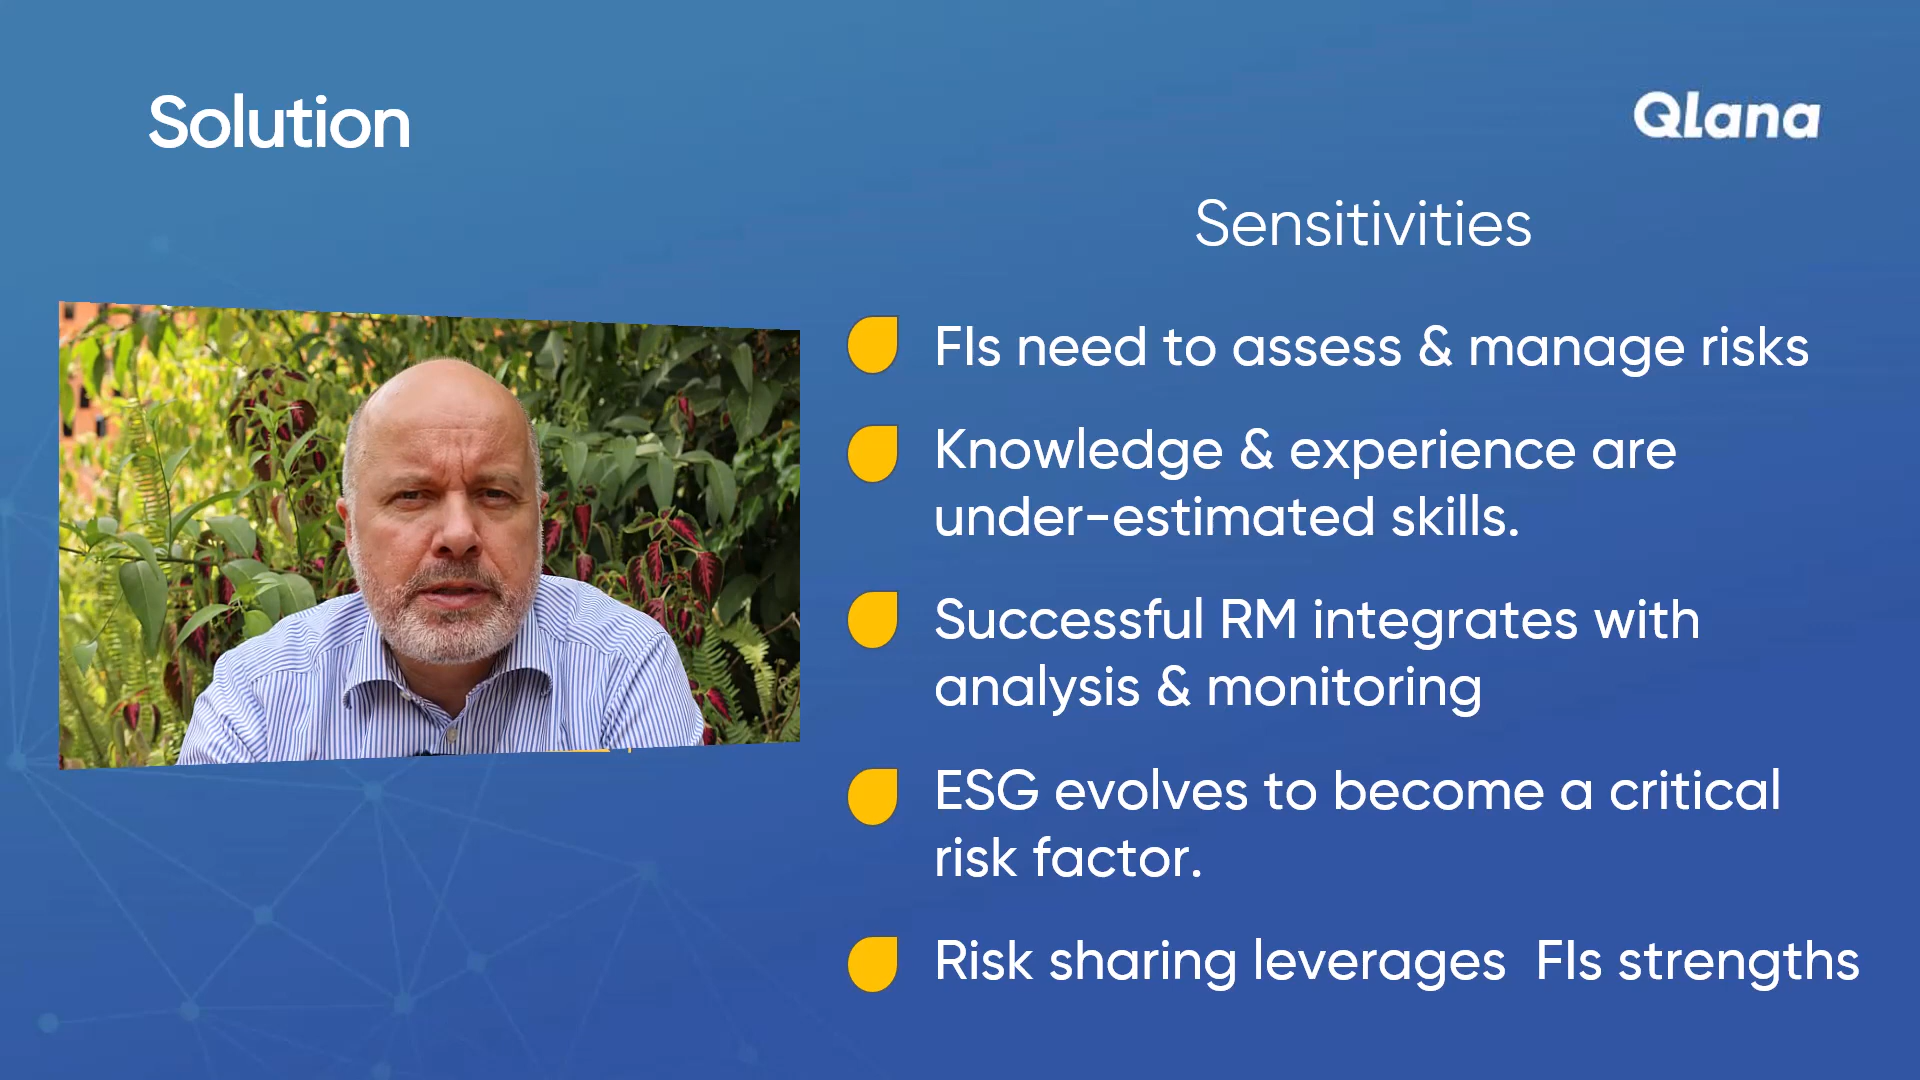 Solution
Qlana
Sensitivities
FIs need to assess & manage risks
Knowledge & experience are
under-estimated skills.
Successful RM integrates with
analysis & monitoring
ESG evolves to become a critical
risk factor.
Risk sharing leverages  FIs strengths